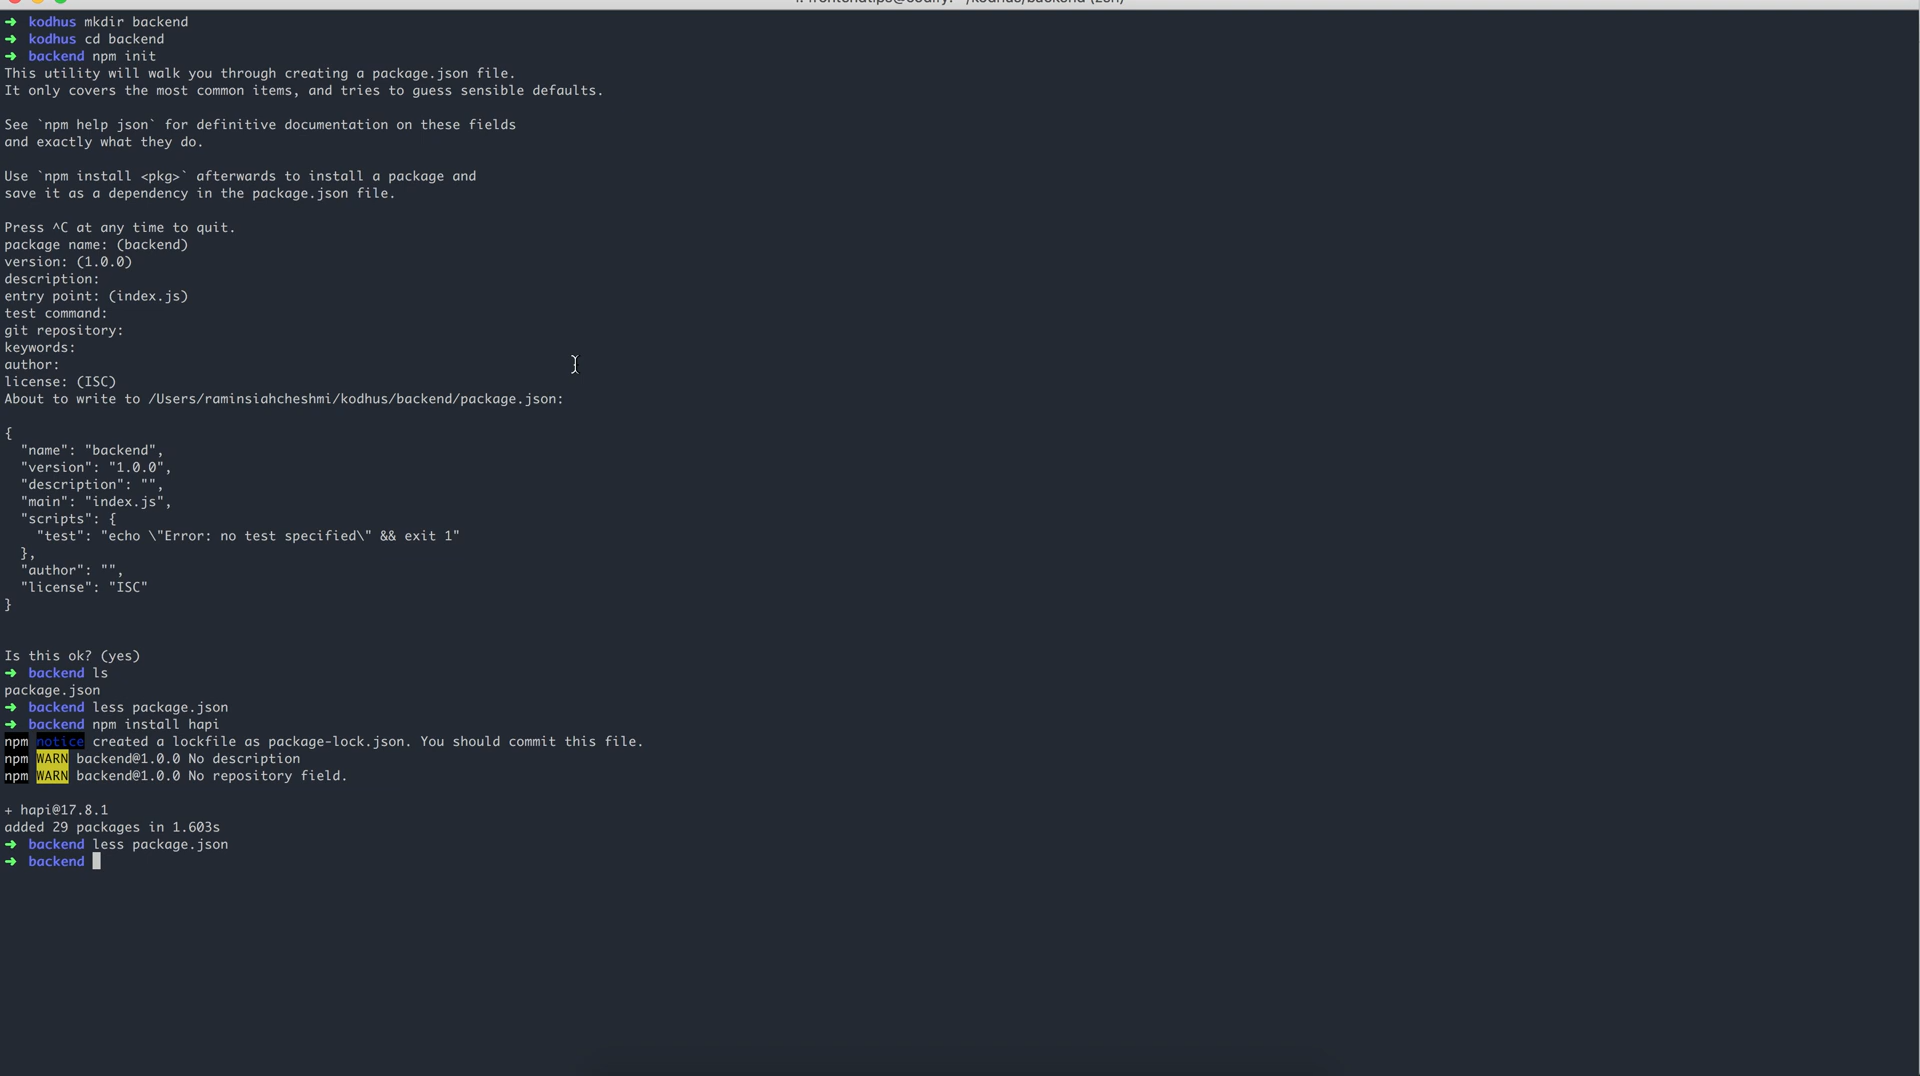 ➜ kodhus mkdir backend
➜ kodhus cd backend
➜ backend npm init
This utility will walk you through creating a package.json file.
It only covers the most common items, and tries to guess sensible defaults.
See `npm help json` for definitive documentation on these fields
and exactly what they do.
Use `npm install <pkg>` afterwards to install a package and
save it as a dependency in the package.json file.
Press ^C at any time to quit.
package name: (backend)
version: (1.0.0)
description:
entry point: (index.js)
test command:
git repository:
keywords:
author:
license: (ISC)
About to write to /Users/raminsiahcheshmi/kodhus/backend/package.json:
{
  "name": "backend",
  "version": "1.0.0",
  "description": "",
  "main": "index.js",
  "scripts": {
    "test": "echo \"Error: no test specified\" && exit 1"
  },
  "author": "",
  "license": "ISC"
}
Is this ok? (yes)
➜ backend ls
package.json
➜ backend less package.json
➜ backend npm install hapi
npm notice created a lockfile as package-lock.json. You should commit this file.
npm WARN backend@1.0.0 No description
npm WARN backend@1.0.0 No repository field.
+ hapi@17.8.1
added 29 packages in 1.603s
➜ backend less package.json
➜ backend